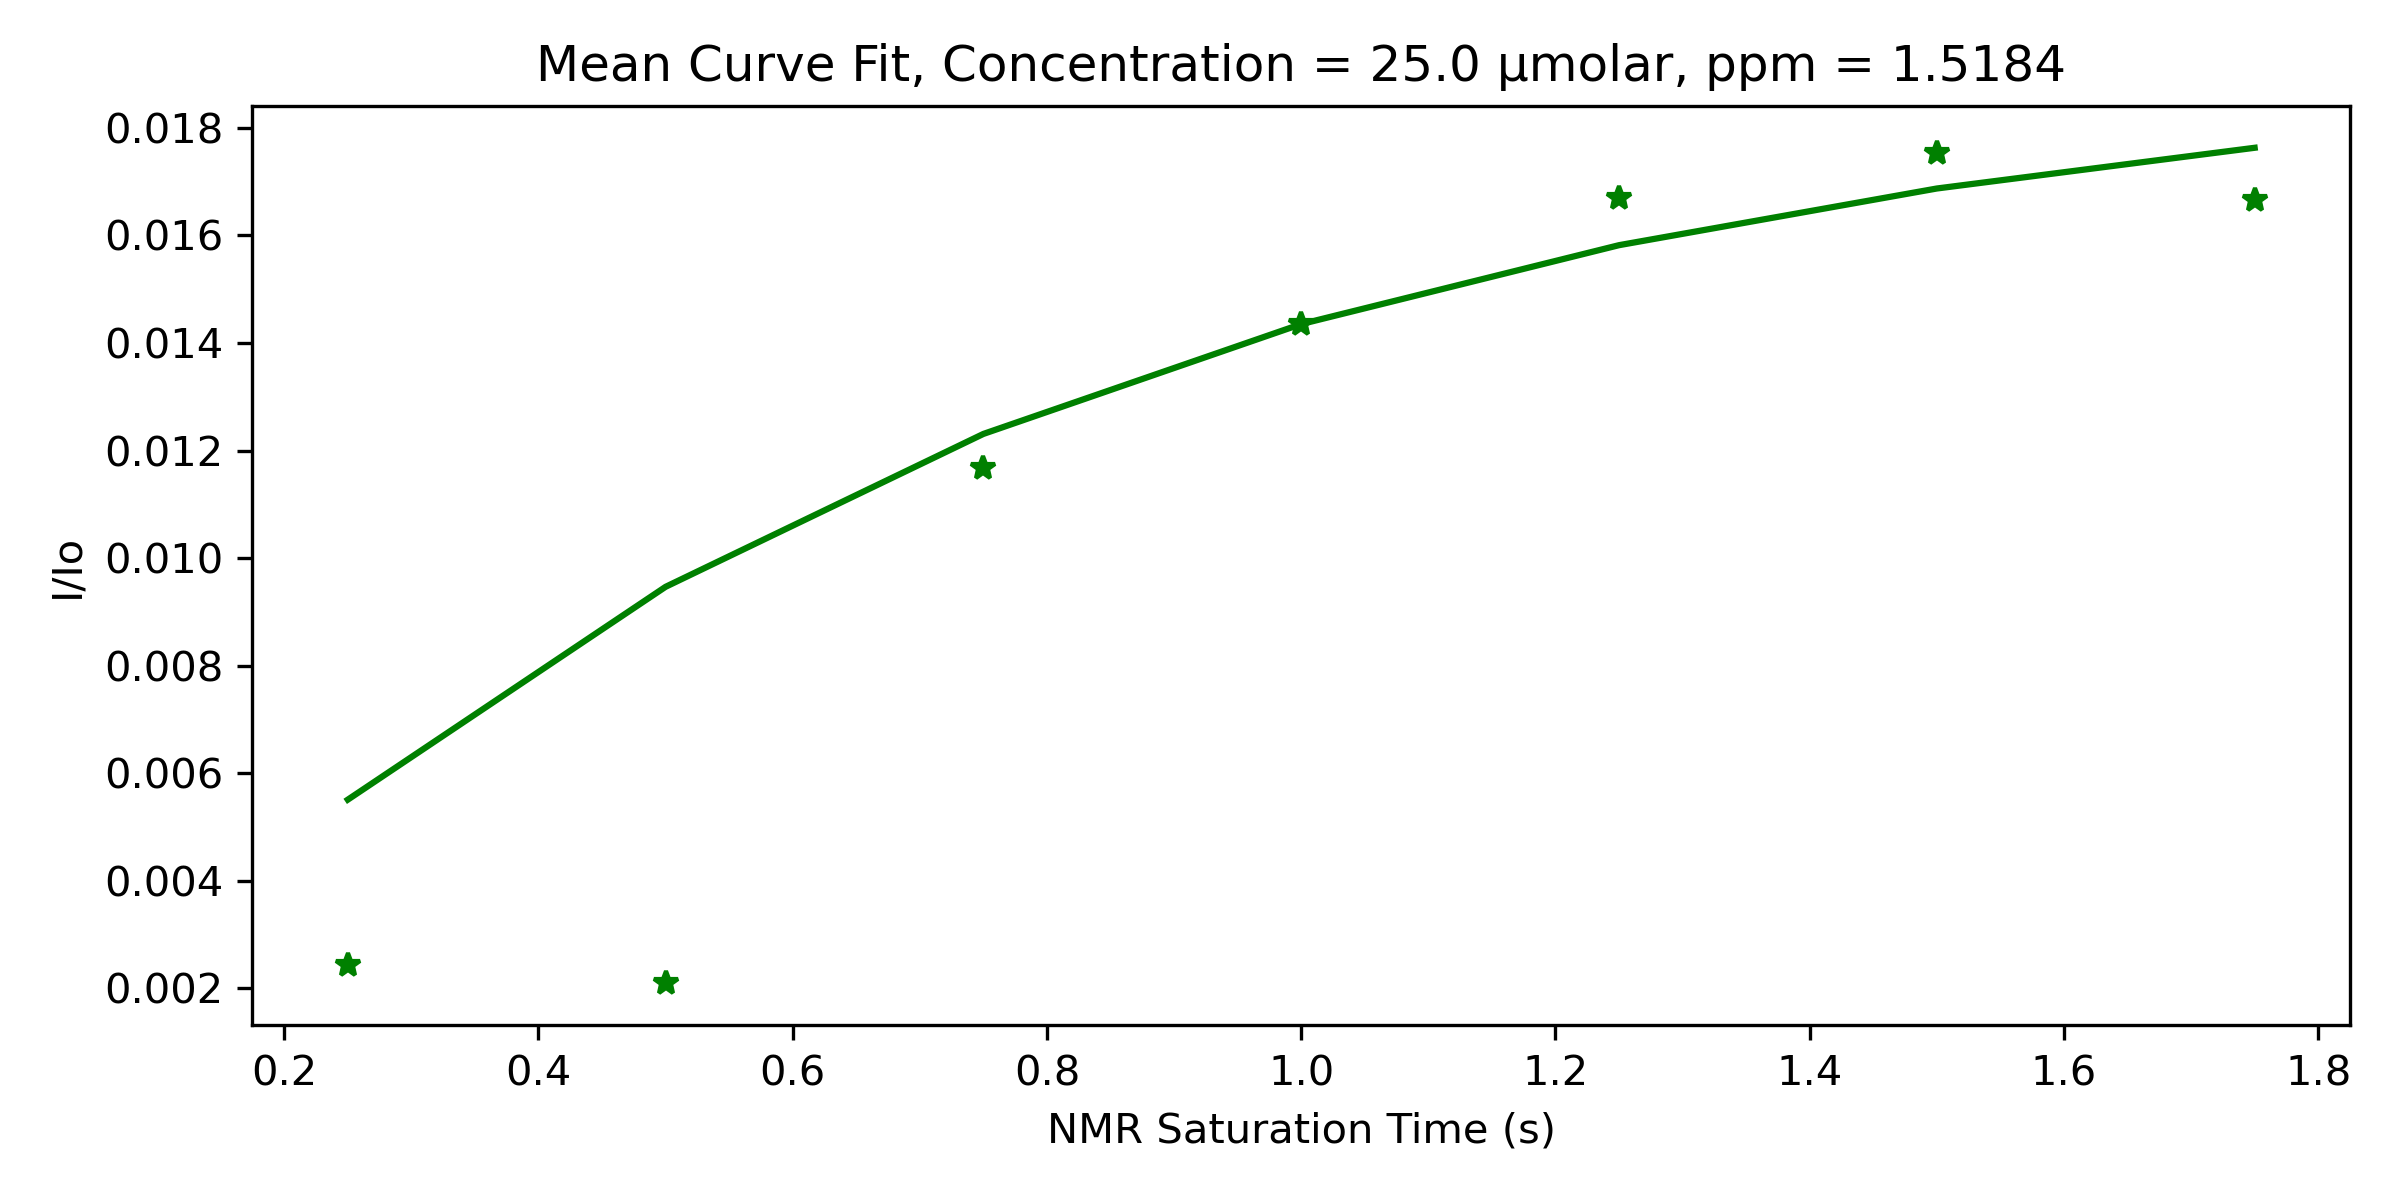 Mean Curve Fit, Concentration = 25.0 μmolar, ppm = 1.5184
0.018
0.016
0.014
0.012
0.010
0.008
0.006
0.004
0.002
I/Io
0.2 0.4 0.6 0.8 1.0 1.2 1.4 1.6 1.8
NMR Saturation Time (s)